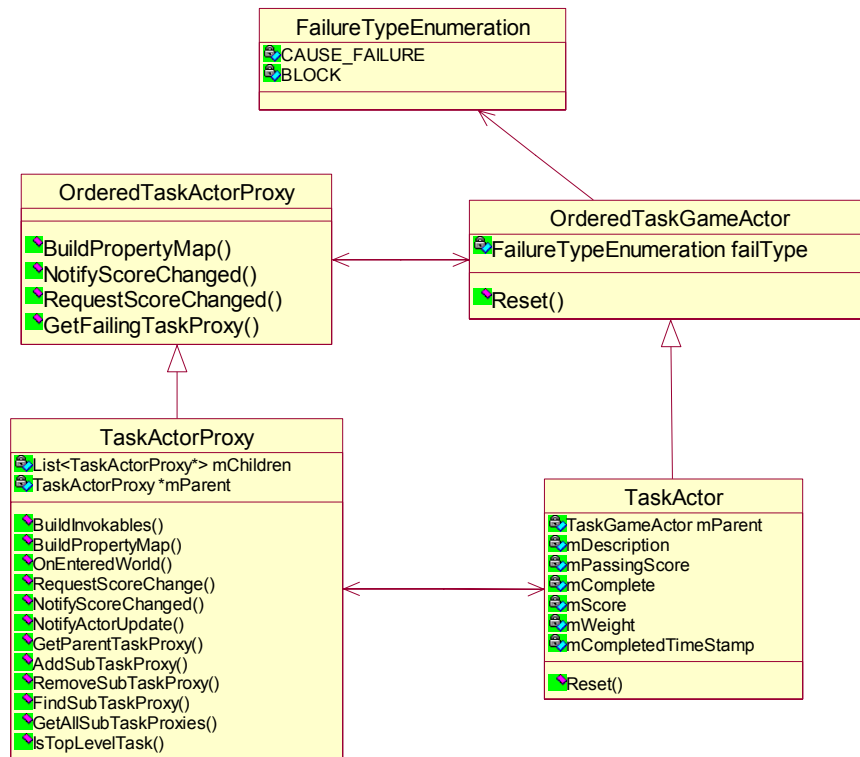 FailureTypeEnumeration
CAUSE_FAILURE
BLOCK
OrderedTaskActorProxy
BuildPropertyMap()
NotifyScoreChanged()
RequestScoreChanged()
GetFailingTaskProxy()
OrderedTaskGameActor
FailureTypeEnumeration failType
Reset()
TaskActorProxy
List<TaskActorProxy*> mChildren
TaskActorProxy *mParent
BuildInvokables()
BuildPropertyMap()
OnEnteredWorld()
RequestScoreChange()
NotifyScoreChanged()
NotifyActorUpdate()
GetParentTaskProxy()
AddSubTaskProxy()
RemoveSubTaskProxy()
FindSubTaskProxy()
GetAllSubTaskProxies()
IsTopLevelTask()
TaskActor
TaskGameActor mParent
mDescription
mPassingScore
mComplete
mScore
mWeight
mCompletedTimeStamp
Reset()